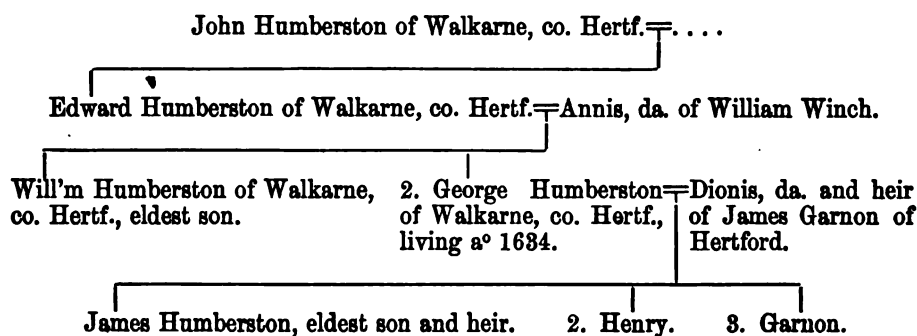 John Humberston of Walkarne, co. Hertf.=....
Edward Humberston of Walkarne, co. Hertf.=Annis, da. of William Winch.
Will'm Humberston of Walkarne,
co. Hertf., eldest son.
2. George Humberston=Dionis, da. and heir
of Walkarne, co. Hertf., of James Garnon of
living aº 1634. Hertford.
James Humberston, eldest son and heir. 2. Henry. 3. Garnon.